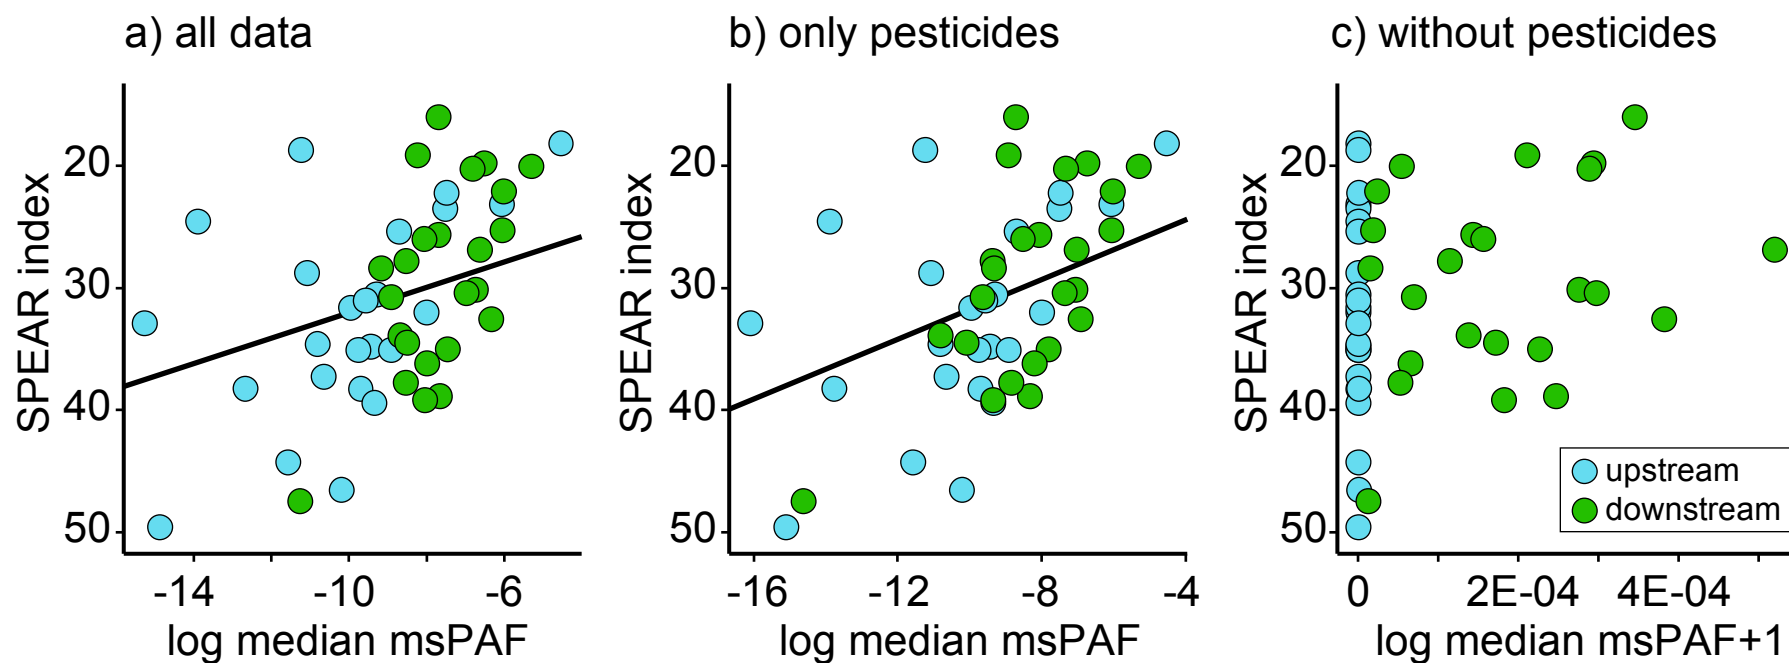 a) all data
b) only pesticides
c) without pesticides
SPEAR index
20
30
40
50
-14
-10
-6
log median msPAF
SPEAR index
20
30
40
50
-16
-12
-8
-4
log median msPAF
SPEAR index
20
30
40
50
0
2E-04
4E-04
log median msPAF+1
upstream
downstream